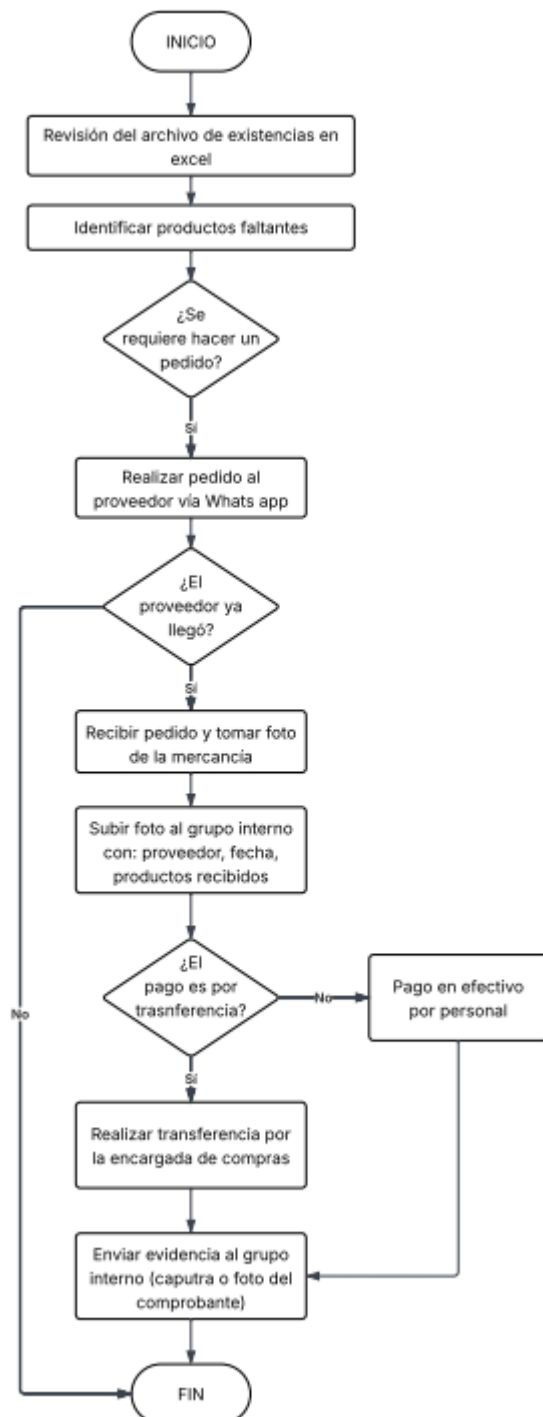 INICIO
Revisión del archivo de existencias en
excel
Identificar productos faltantes
¿Se
requiere hacer un
pedido?
Sí
Realizar pedido al
proveedor vía Whats app
¿El
proveedor ya
llegó?
Sí
Recibir pedido y tomar foto
de la mercancía
Subir foto al grupo interno
con: proveedor, fecha,
productos recibidos
¿El
pago es por
trasnferencia?
No
Pago en efectivo
por personal
No
Sí
Realizar transferencia por
la encargada de compras
Enviar evidencia al grupo
interno (caputra o foto del
comprobante)
FIN